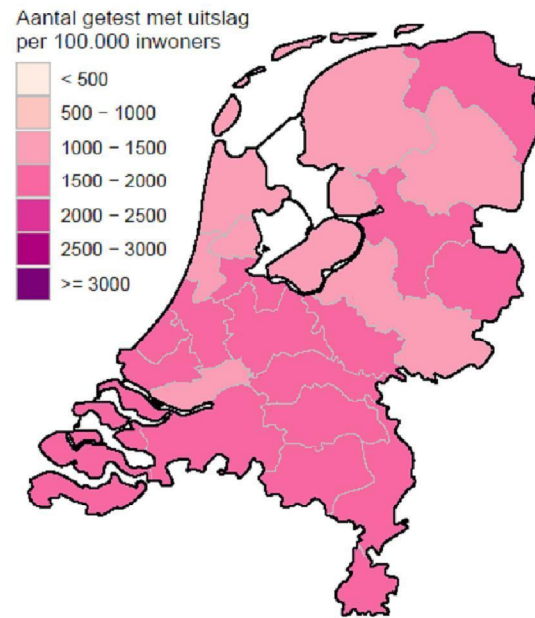 Aantal getest met uitslag
per 100.000 inwoners
< 500
500 – 1000
1000 – 1500
1500 – 2000
2000 – 2500
2500 – 3000
>= 3000